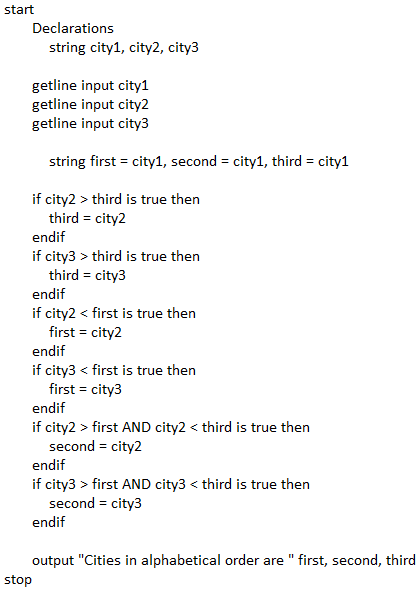 start
Declarations
string city1, city2, city3
getline input city1
getline input city2
getline input city3
string first = city1, second = city1, third = city1
if city2 > third is true then
third = city2
endif
if city3 > third is true then
third = city3
endif
if city2 < first is true then
first = city2
endif
if city3 < first is true then
first = city3
endif
if city2 > first AND city2 < third is true then
second = city2
endif
if city3 > first AND city3 < third is true then
second = city3
endif
output "Cities in alphabetical order are " first, second, third
stop